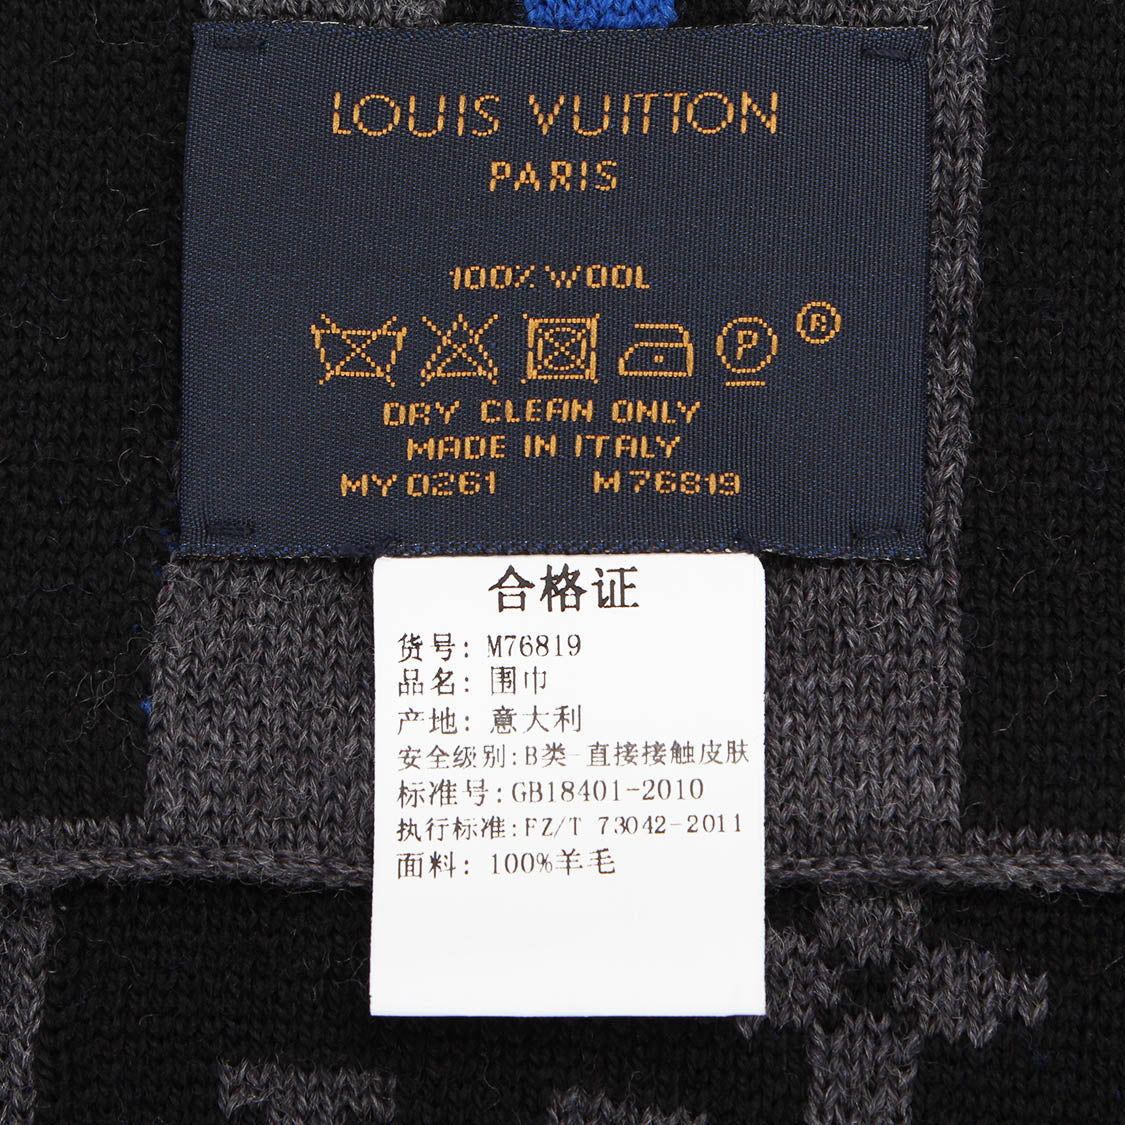 LOUIS VUITTON
PARIS
100% WOOL
P
®
DRY CLEAN ONLY
MADE IN ITALY
MY0261 M76819
合格证
货号: M76819
品名: 围巾
产地: 意大利
安全级别:B类-直接接触皮肤
标准号:GB18401-2010
执行标准:FZ/T 73042-2011
面料: 100%羊毛